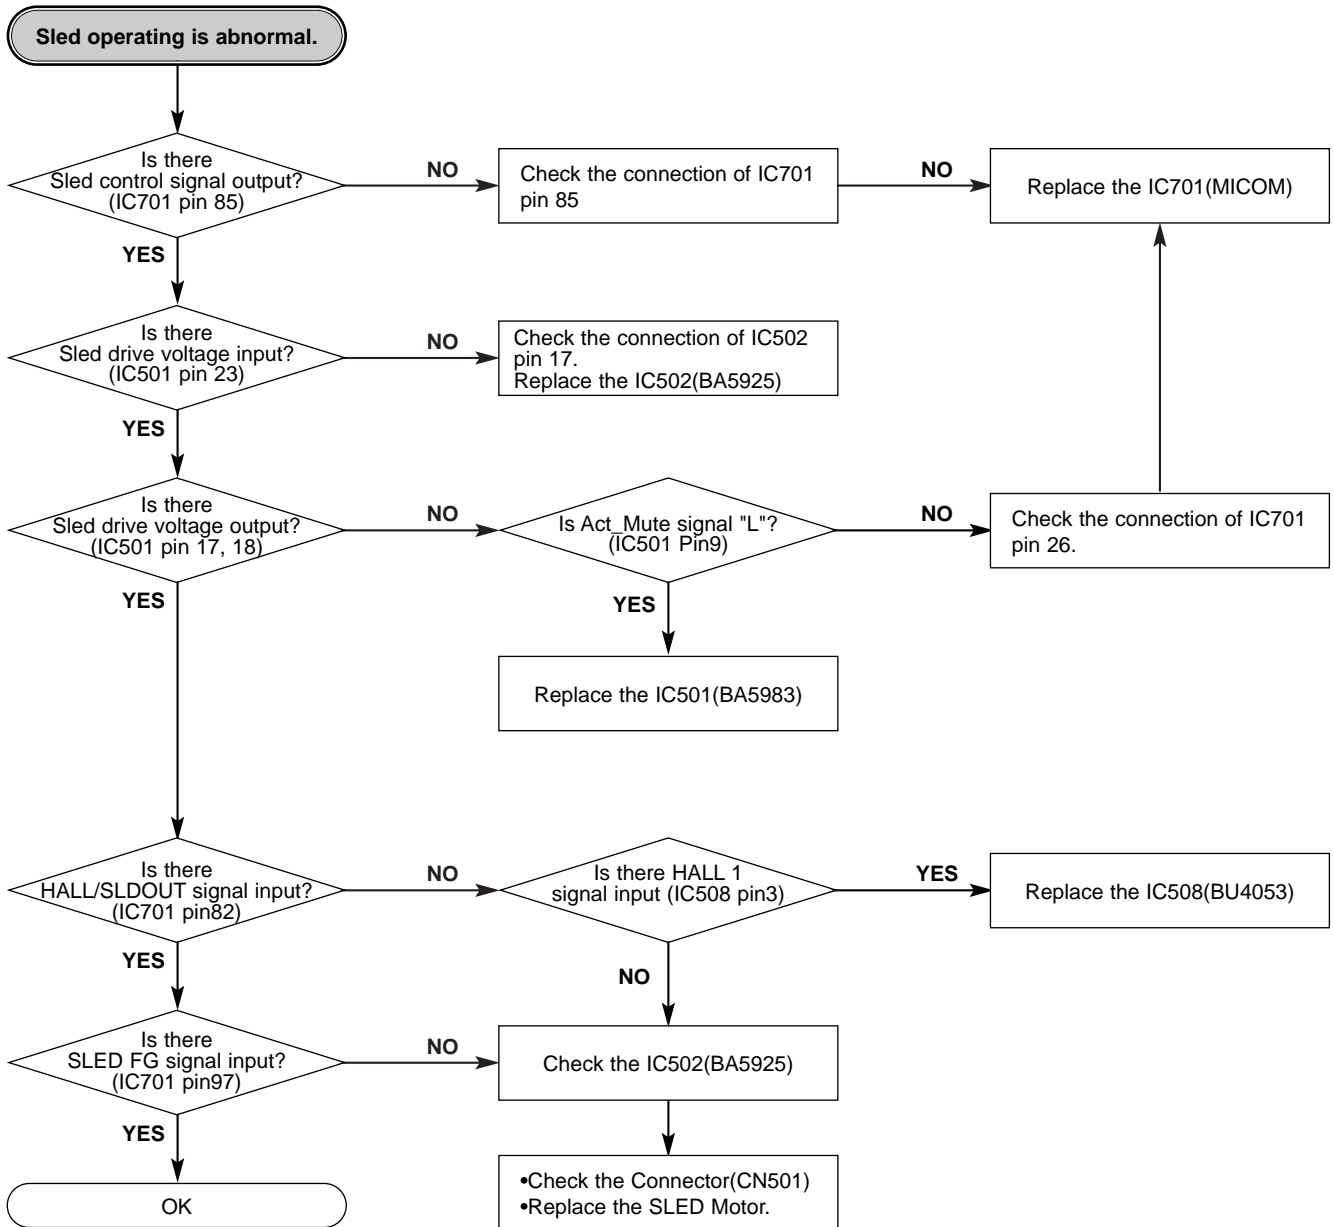 Sled operating is abnormal.
Is there
Sled control signal output?
(IC701 pin 85)
NO
Check the connection of IC701
pin 85
NO
Replace the IC701(MICOM)
YES
Is there
Sled drive voltage input?
(IC501 pin 23)
NO
Check the connection of IC502
pin 17.
Replace the IC502(BA5925)
YES
Is there
Sled drive voltage output?
(IC501 pin 17, 18)
NO
Is Act_Mute signal "L"?
(IC501 Pin9)
NO
Check the connection of IC701
pin 26.
YES
YES
Replace the IC501(BA5983)
Is there
HALL/SLDOUT signal input?
(IC701 pin82)
NO
Is there HALL 1
signal input (IC508 pin3)
YES
Replace the IC508(BU4053)
YES
NO
Is there
SLED FG signal input?
(IC701 pin97)
NO
Check the IC502(BA5925)
YES
OK
•Check the Connector(CN501)
•Replace the SLED Motor.